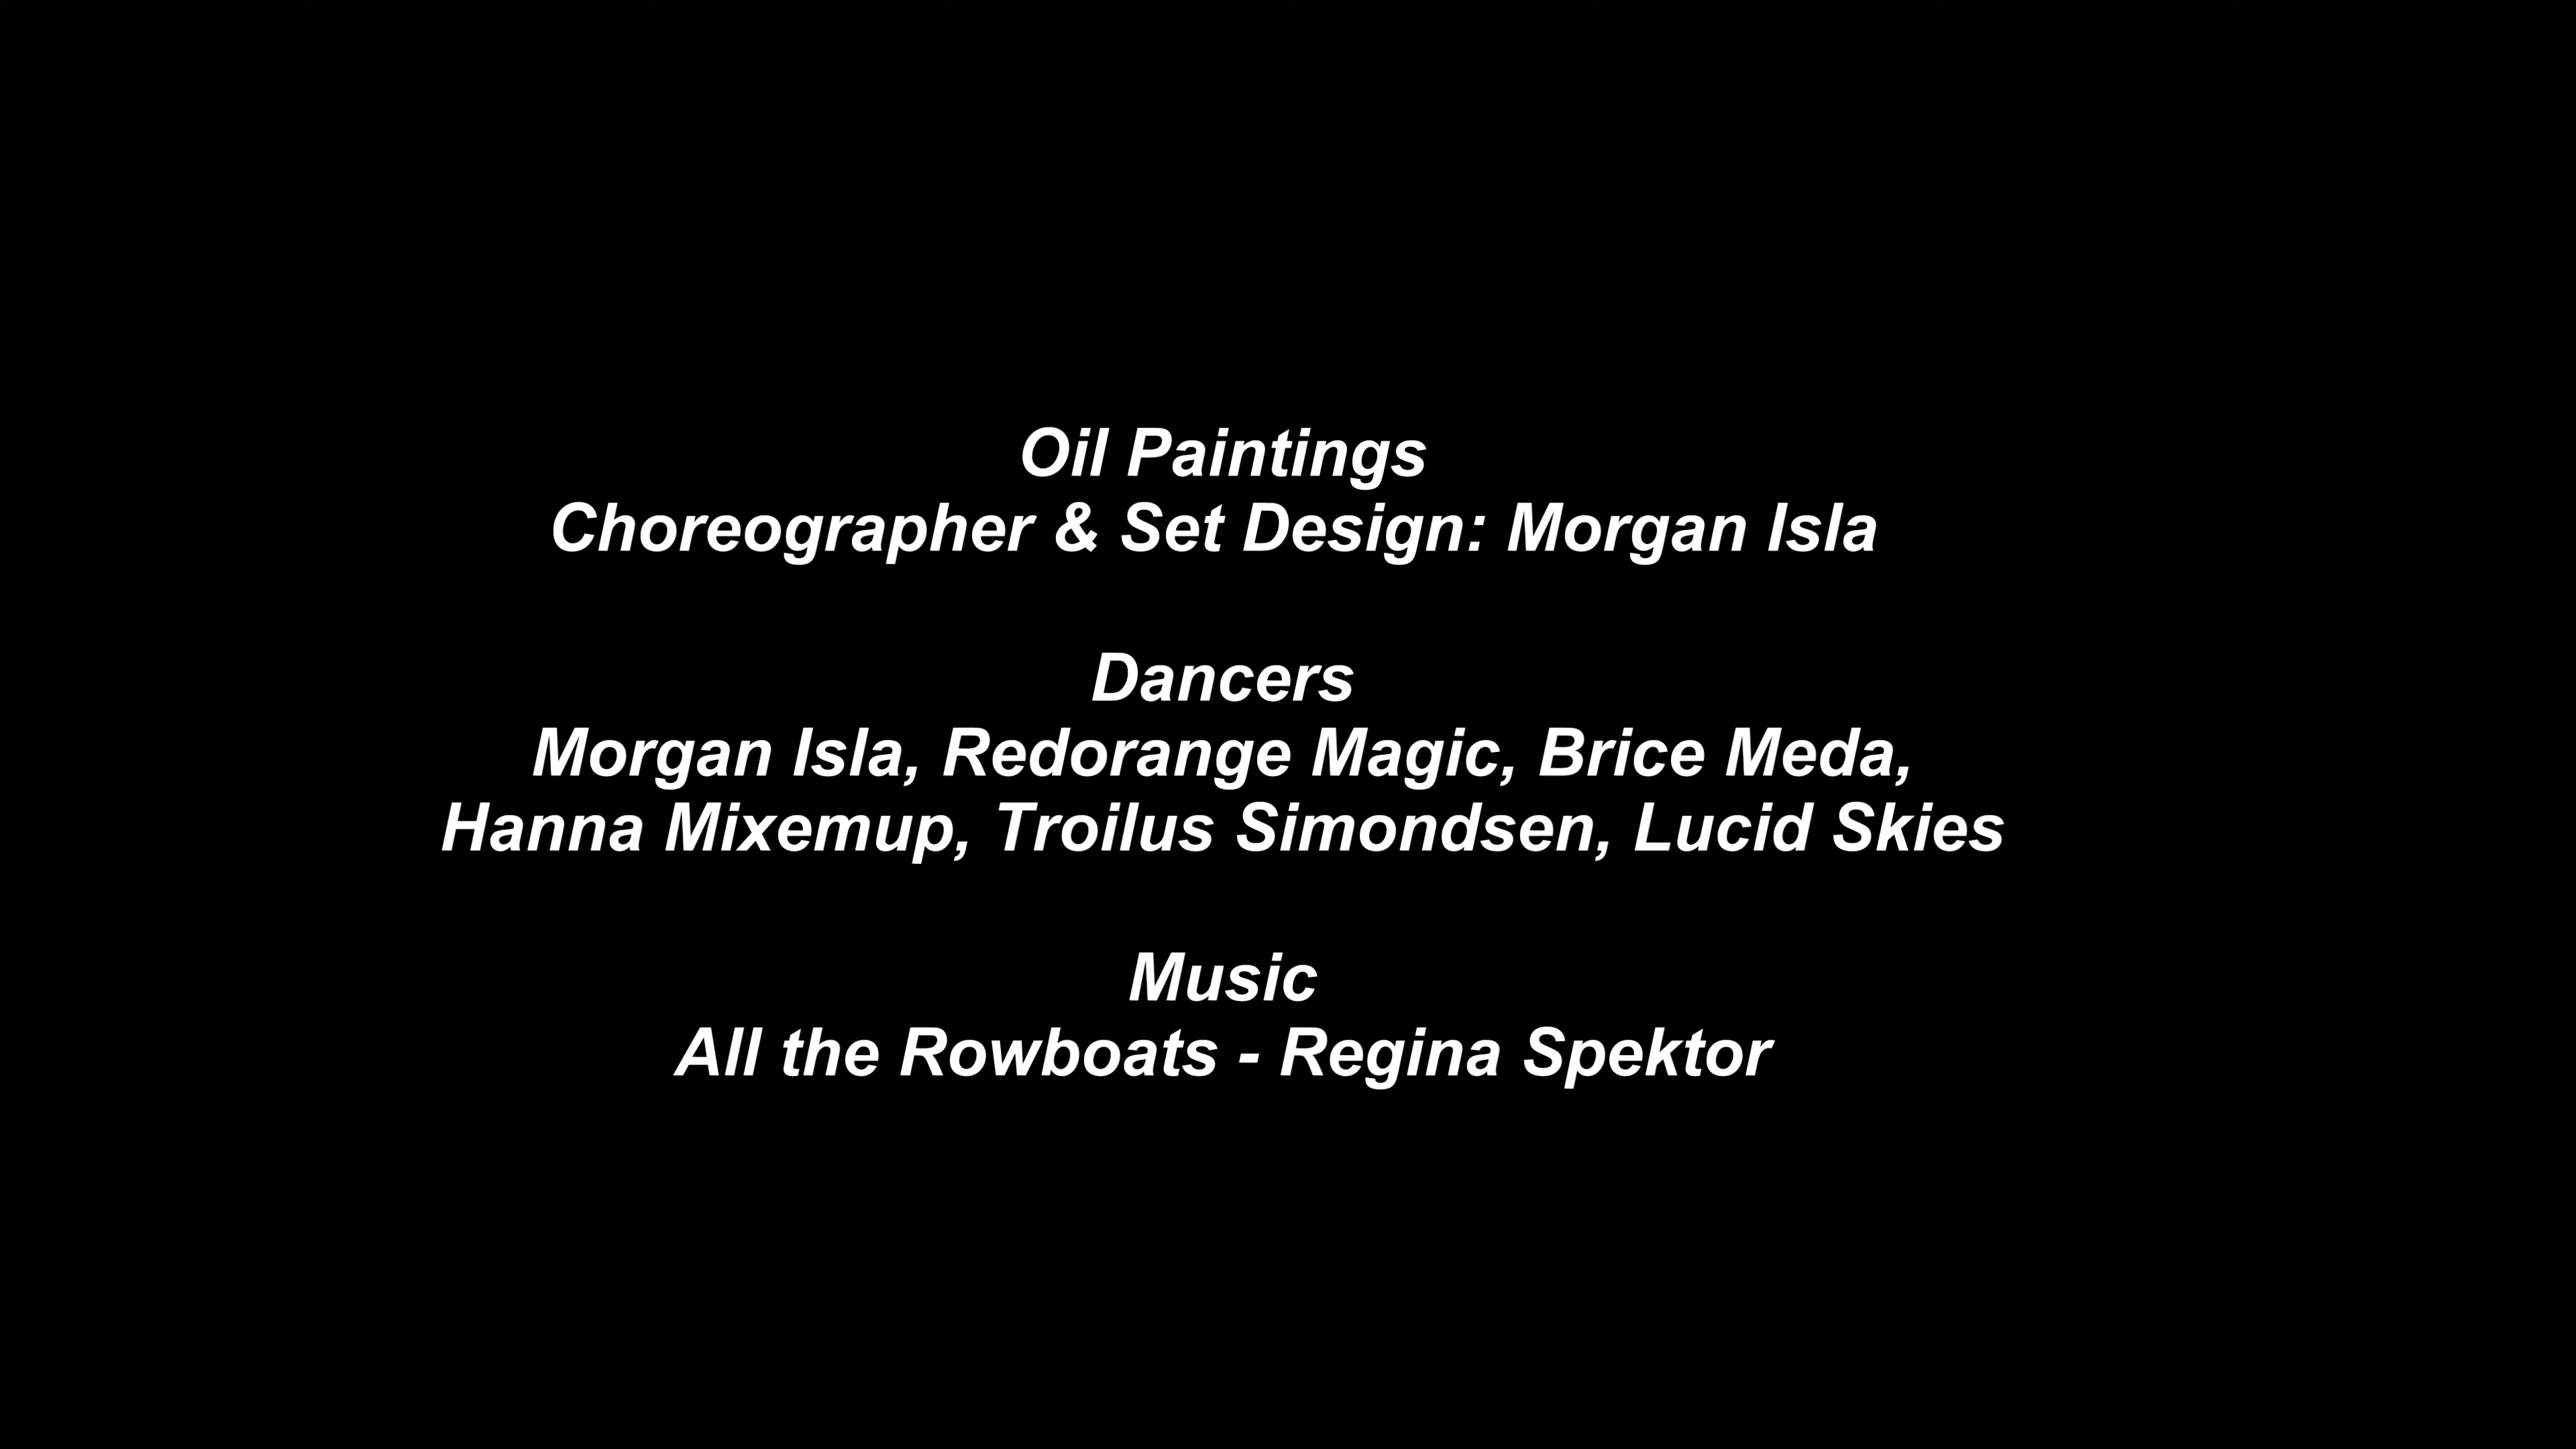 Oil Paintings
Choreographer & Set Design: Morgan Isla
Dancers
Morgan Isla, Redorange Magic, Brice Meda,
Hanna Mixemup, Troilus Simondsen, Lucid Skies
Music
All the Rowboats - Regina Spektor